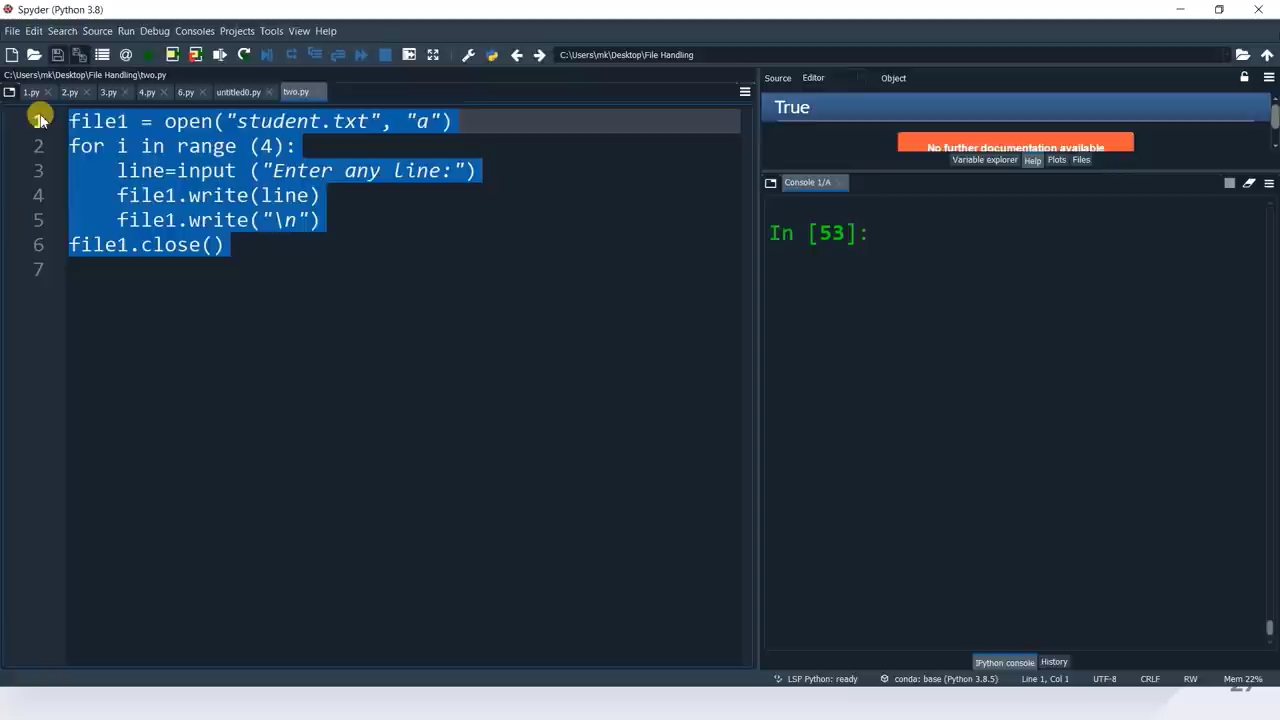 Spyder (Python 3.8)
File Edit Search Source Run Debug Consoles Projects Tools View Help
C:\Users\mk\Desktop\File Handling
C:\Users\mk\Desktop\File Handling\two.py
1.py 2.py 3.py 4.py 6.py untitled0.py two.py
1 file1 = open("student.txt", "a")
2 for i in range (4):
3 line=input ("Enter any line:")
4 file1.write(line)
5 file1.write("\n")
6 file1.close()
7
Source Editor Object
True
No further documentation available
Variable explorer Help Plots Files
Console 1/A
In [53]:
IPython console History
LSP Python: ready conda: base (Python 3.8.5) Line 1, Col 1 UTF-8 CRLF RW Mem 22%